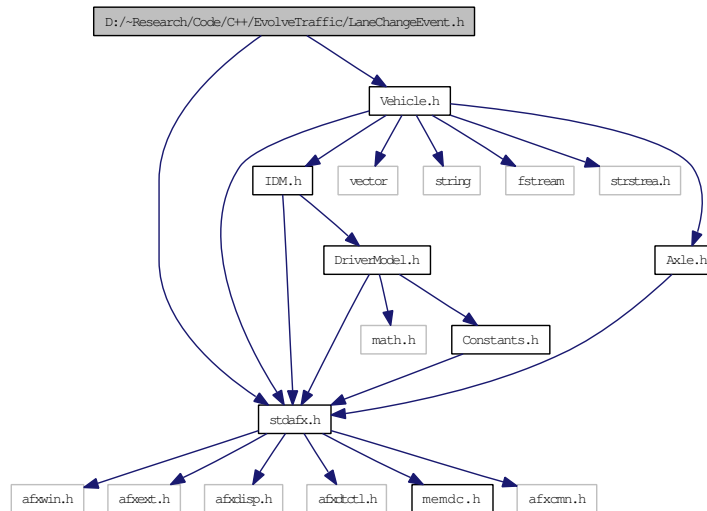 D:/~Research/Code/C++/EvolveTraffic/LaneChangeEvent.h
Vehicle.h
IDM.h
vector
string
fstream
strstrea.h
DriverModel.h
Axle.h
math.h
Constants.h
stdafx.h
afxwin.h
afxext.h
afxdisp.h
afxdtctl.h
memdc.h
afxcmn.h